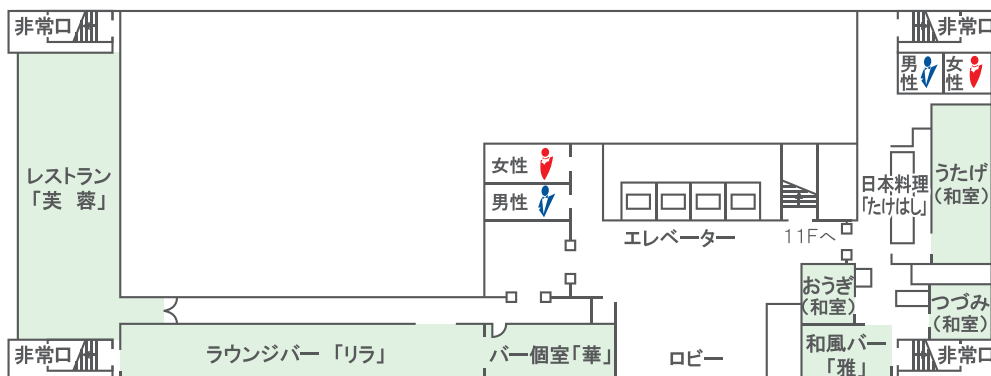 非常口
非常口
男性
女性
レストラン
「芙 蓉」
女性
男性
日本料理
「たけはし」
うたげ
(和室)
エレベーター
11Fへ
おうぎ
(和室)
つづみ
(和室)
非常口
ラウンジバー 「リラ」
バー個室「華」
ロビー
和風バー
「雅」
非常口